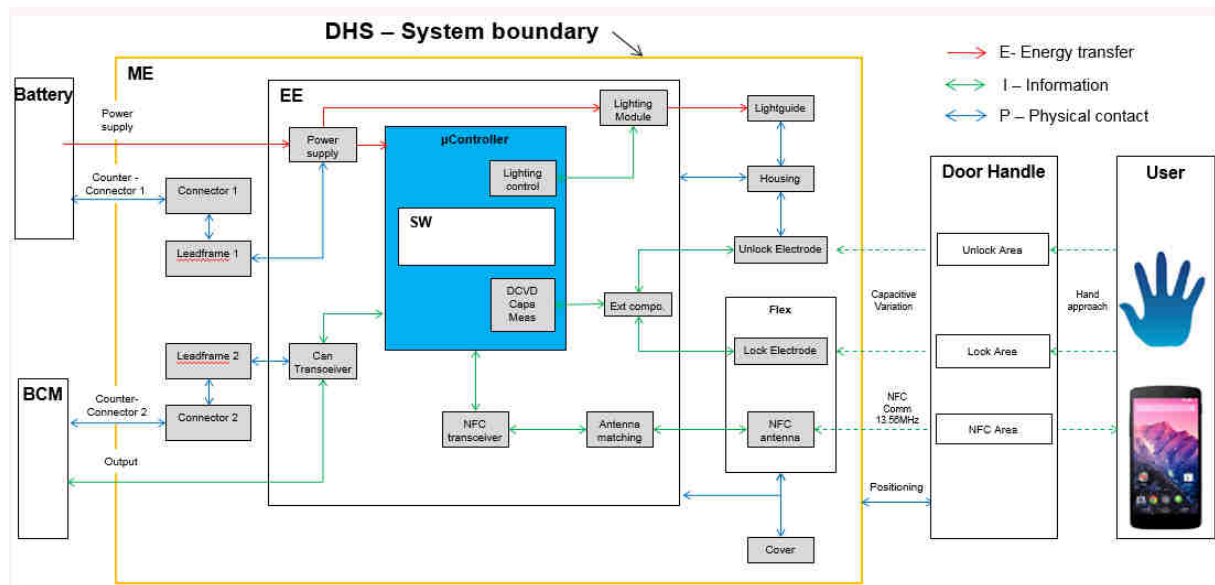 DHS – System boundary
E- Energy transfer
I – Information
P – Physical contact
ME
Battery
Power
supply
Counter -
Connector 1
Connector 1
Leadframe 1
EE
Power
supply
Lighting
Module
Lightguide
µController
Lighting
control
SW
DCVD
Capa
Meas
Housing
Unlock Electrode
Ext compo.
Flex
Lock Electrode
NFC
antenna
Can
Transceiver
Leadframe 2
Connector 2
BCM
Counter-
Connector 2
Output
NFC
transceiver
Antenna
matching
Cover
Door Handle
User
Unlock Area
Capacitive
Variation
Hand
approach
Lock Area
NFC
Comm
13.56MHz
NFC Area
Positioning